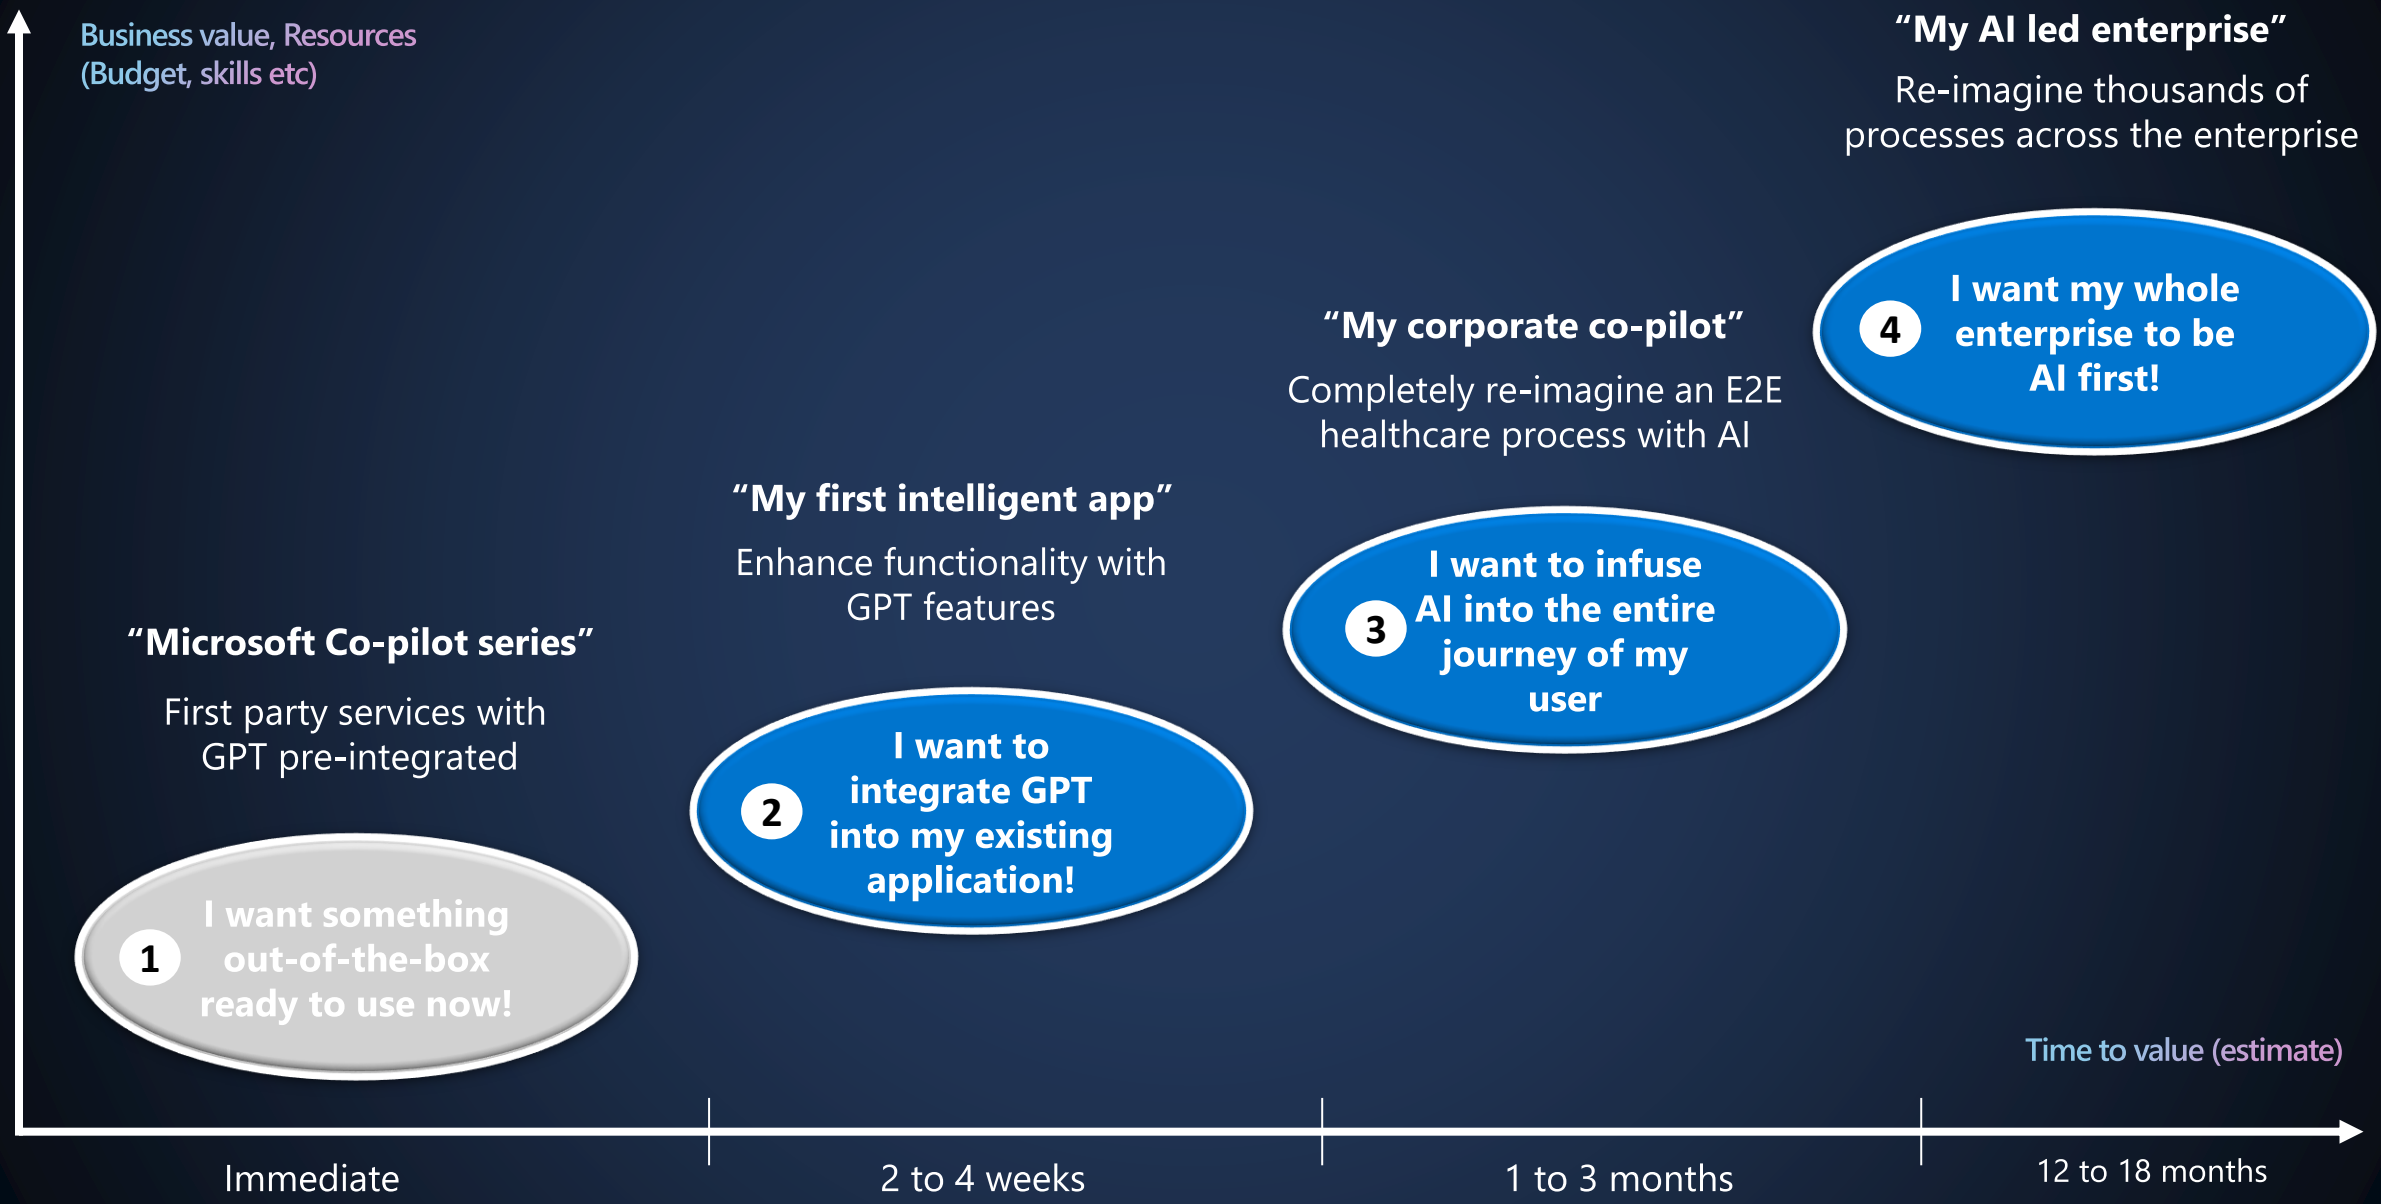 Business value, Resources
(Budget, skills etc)
“My AI led enterprise”
Re-imagine thousands of
processes across the enterprise
4
I want my whole
enterprise to be
AI first!
“My corporate co-pilot”
Completely re-imagine an E2E
healthcare process with AI
3
I want to infuse
AI into the entire
journey of my
user
“My first intelligent app”
Enhance functionality with
GPT features
2
I want to
integrate GPT
into my existing
application!
“Microsoft Co-pilot series”
First party services with
GPT pre-integrated
1
I want something
out-of-the-box
ready to use now!
Time to value (estimate)
Immediate
2 to 4 weeks
1 to 3 months
12 to 18 months